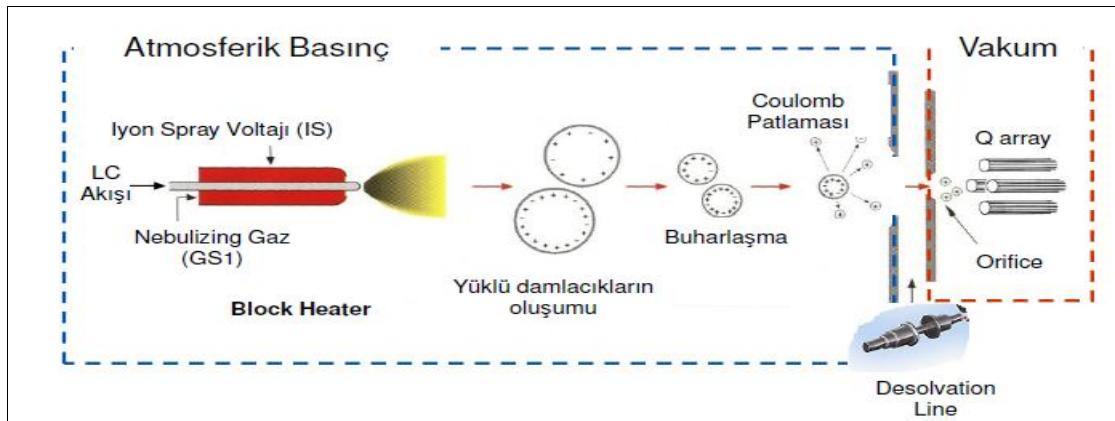 Atmosferik Basınç
Vakum
Iyon Spray Voltajı (IS)
LC
Akışı
Nebulizing Gaz
(GS1)
Block Heater
Yüklü damlacıkların
oluşumu
Buharlaşma
Coulomb
Patlaması
Q array
Orifice
Desolvation
Line